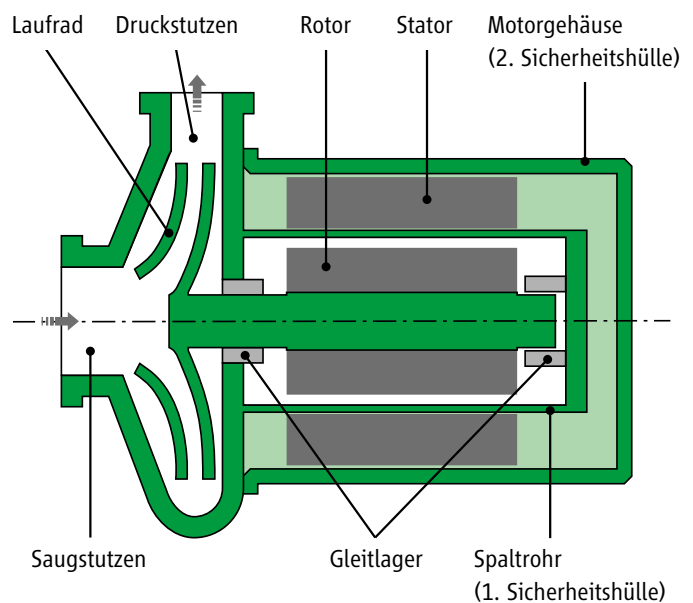 Laufrad
Druckstutzen
Rotor
Stator
Motorgehäuse
(2. Sicherheitshülle)
Saugstutzen
Gleitlager
Spaltrohr
(1. Sicherheitshülle)